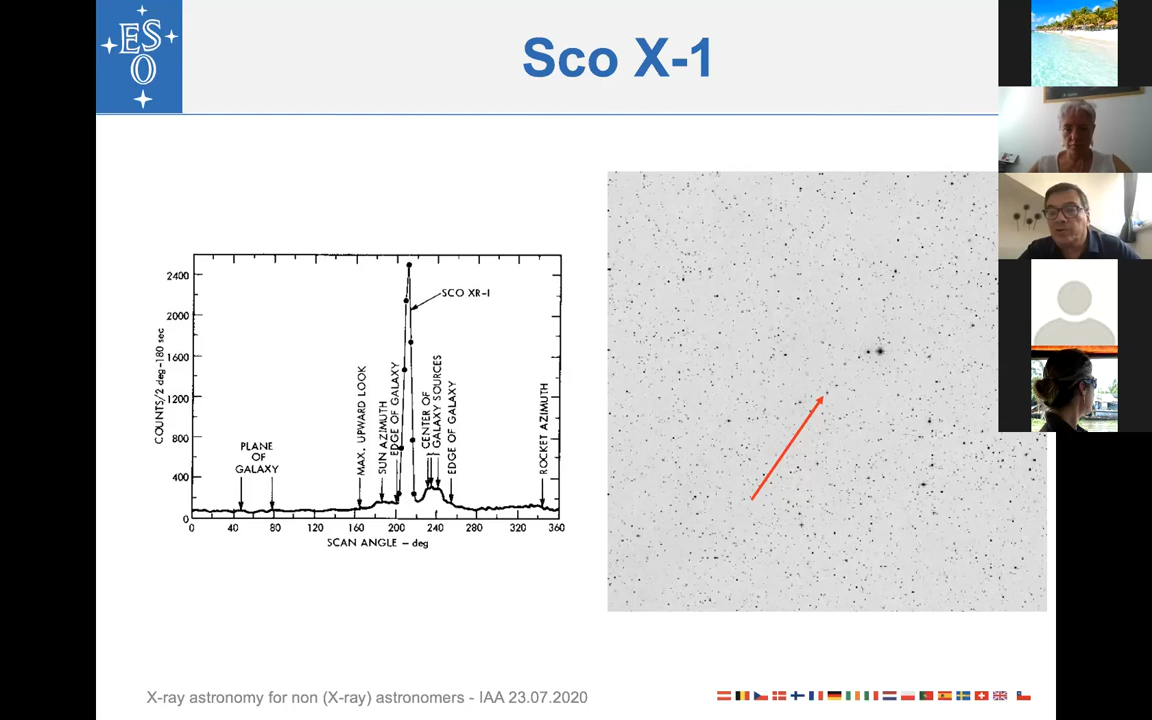 ES
O
Sco X-1
2400
2000
1600
1200
800
400
0
COUNTS/2 deg-180 sec
PLANE
OF
GALAXY
MAX. UPWARD LOOK
SUN AZIMUTH
EDGE OF GALAXY
SCO XR-1
CENTER OF
GALAXY SOURCES
EDGE OF GALAXY
ROCKET AZIMUTH
0 40 80 120 160 200 240 280 320 360
SCAN ANGLE – deg
X-ray astronomy for non (X-ray) astronomers - IAA 23.07.2020